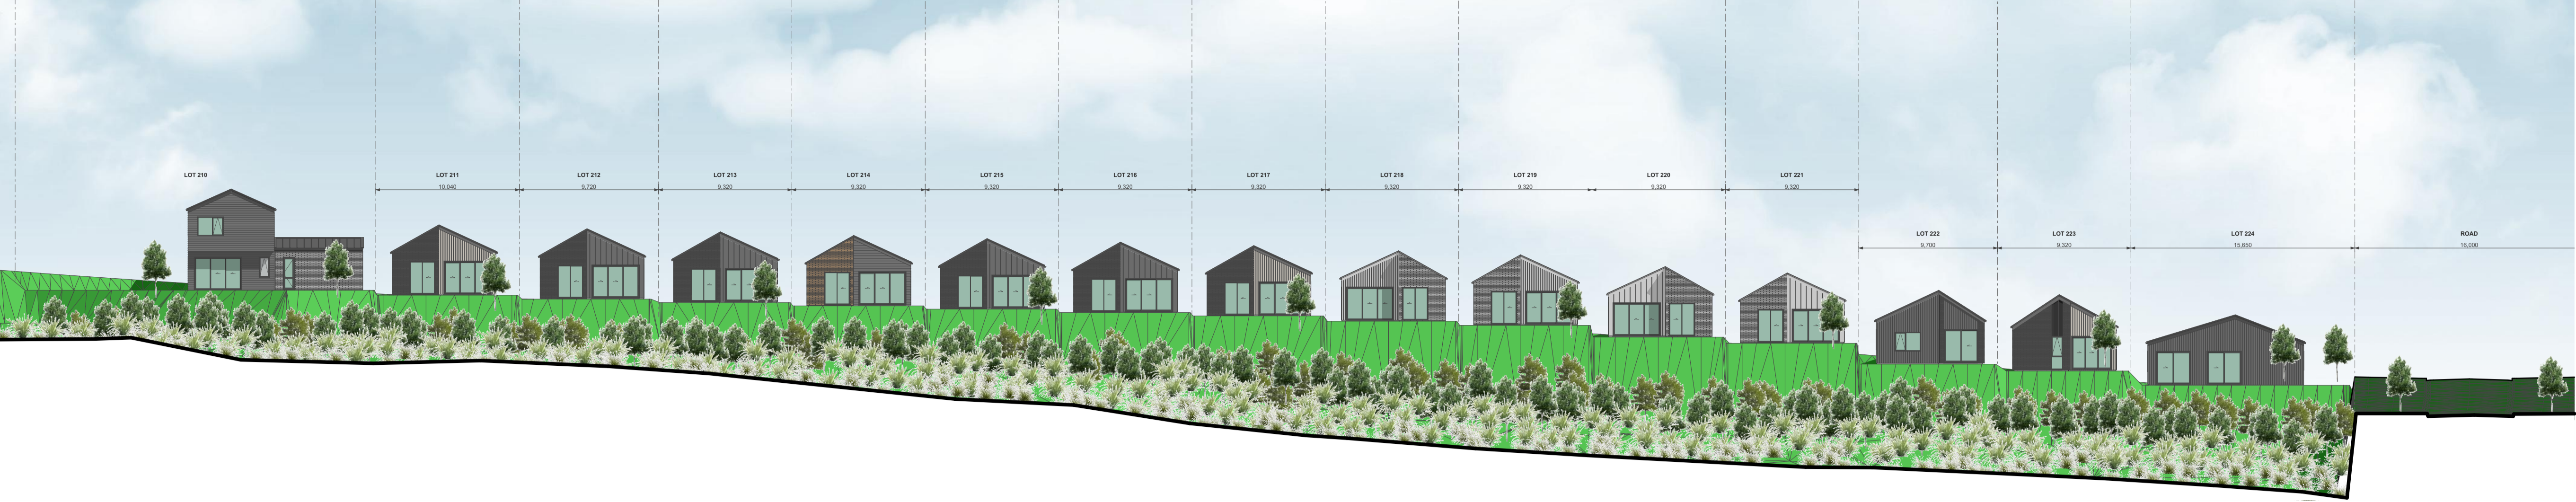 LOT 210
LOT 211
10,040
LOT 212
9,720
LOT 213
9,320
LOT 214
9,320
LOT 215
9,320
LOT 216
9,320
LOT 217
9,320
LOT 218
9,320
LOT 219
9,320
LOT 220
9,320
LOT 221
9,320
LOT 222
9,700
LOT 223
9,320
LOT 224
15,650
ROAD
16,000